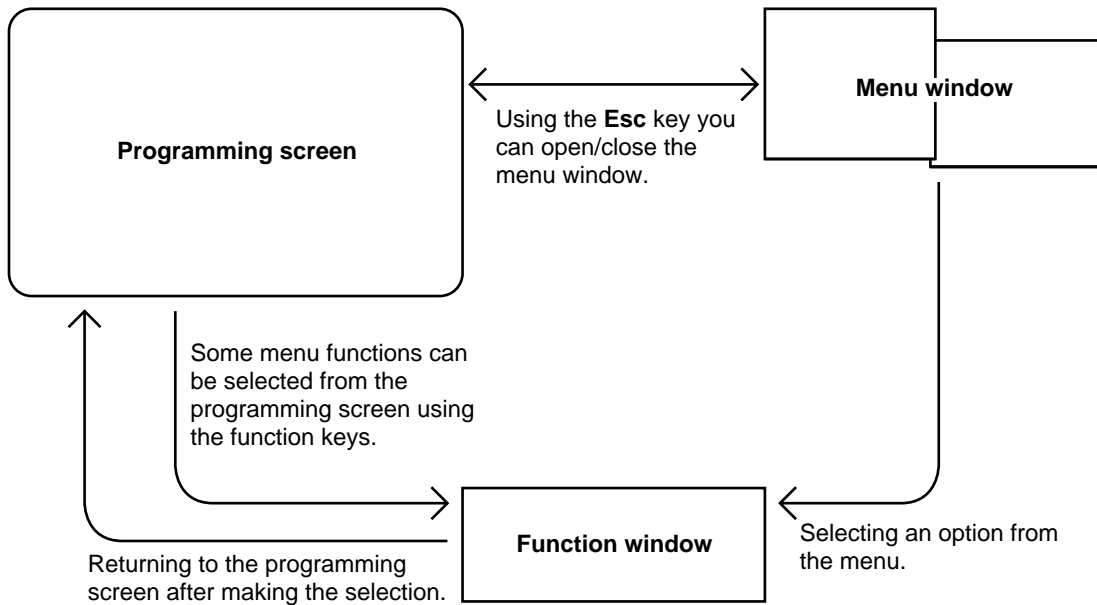 Programming screen
Menu window
Using the Esc key you
can open/close the
menu window.
Some menu functions can
be selected from the
programming screen using
the function keys.
Function window
Selecting an option from
the menu.
Returning to the programming
screen after making the selection.